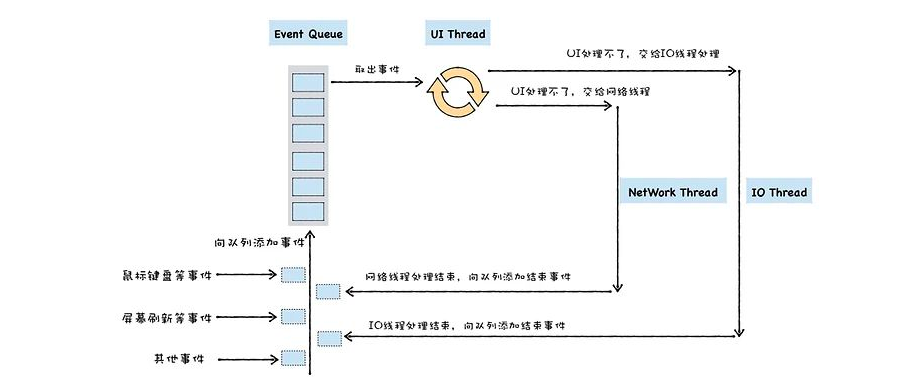 Event Queue
UI Thread
UI处理不了，交给IO线程处理
取出事件
UI处理不了，交给网络线程
NetWork Thread
IO Thread
向队列添加事件
鼠标键盘等事件
网络线程处理结束，向队列添加结束事件
屏幕刷新等事件
IO线程处理结束，向队列添加结束事件
其他事件